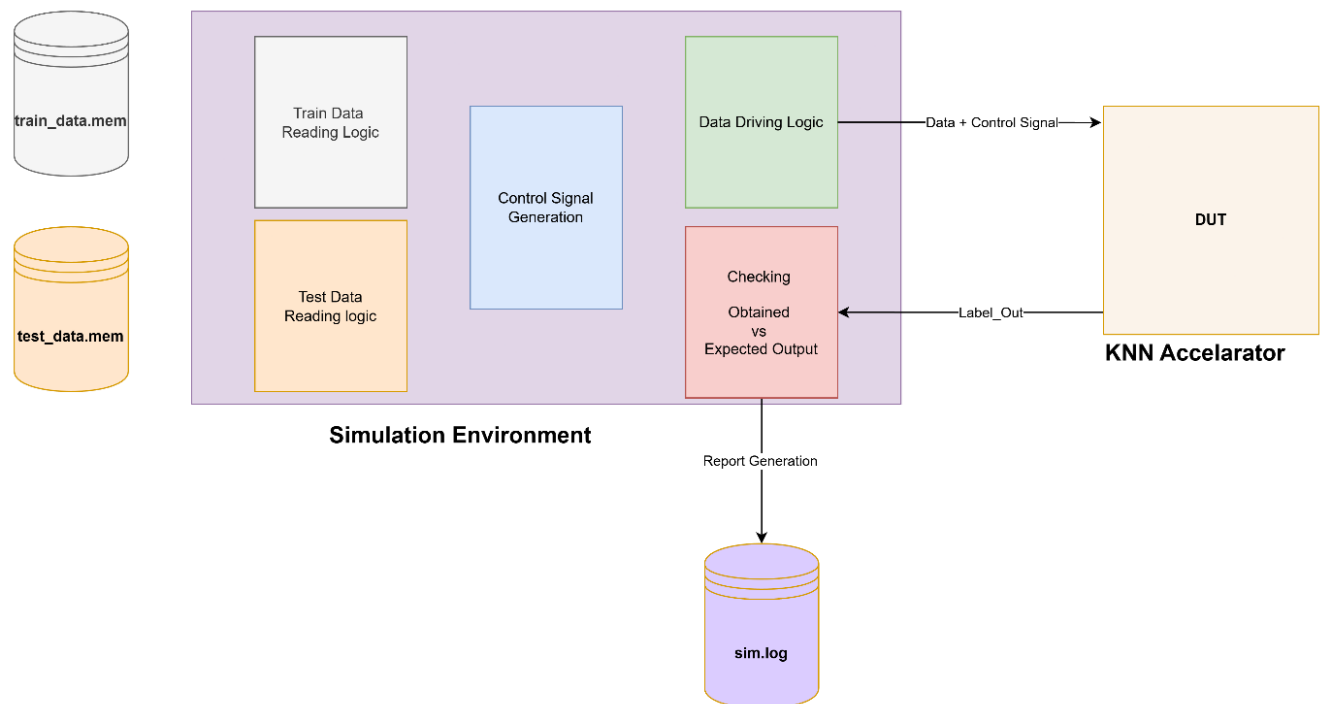 train_data.mem
Train Data
Reading Logic
Control Signal
Generation
Data Driving Logic
Data + Control Signal
DUT
test_data.mem
Test Data
Reading logic
Checking
Obtained
vs
Expected Output
Label_Out
KNN Accelarator
Simulation Environment
Report Generation
sim.log